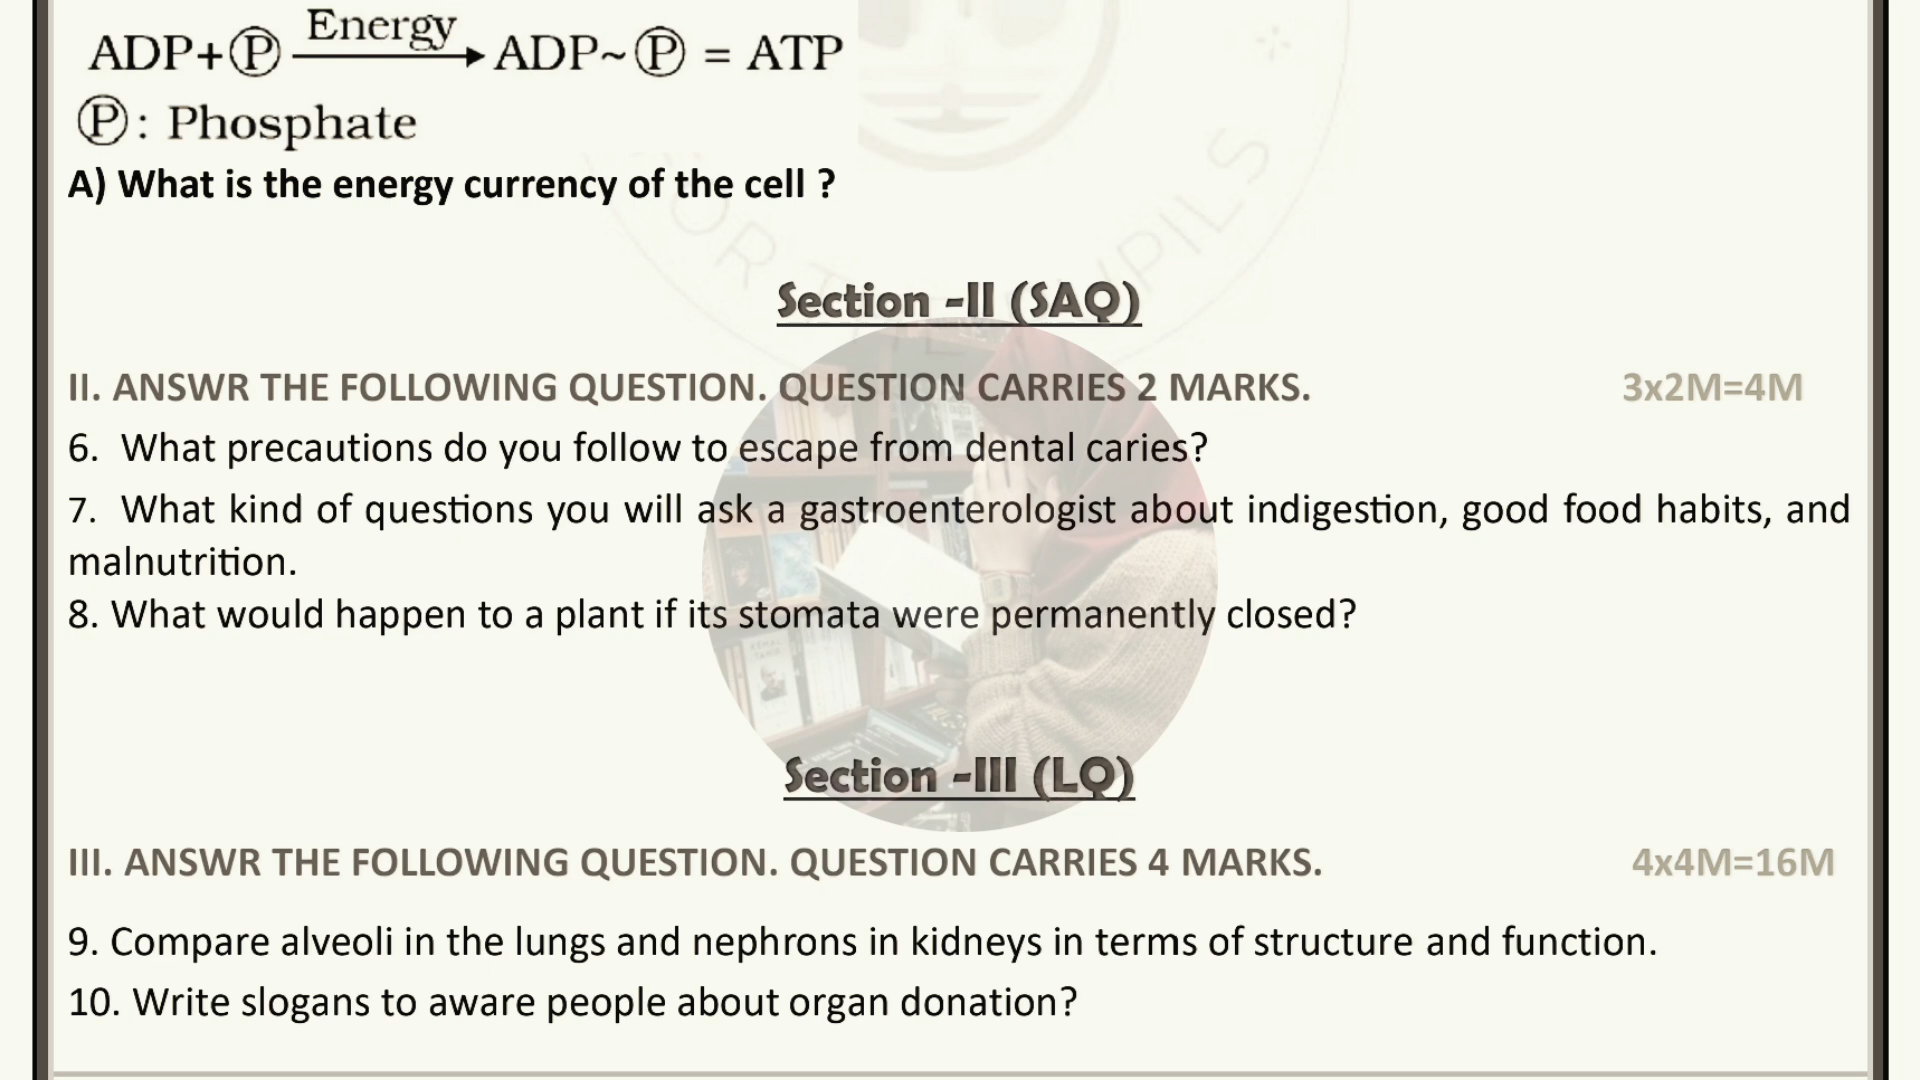 ADP+Ⓟ Energy → ADP~Ⓟ = ATP
Ⓟ: Phosphate
A) What is the energy currency of the cell ?
Section -II (SAQ)
II. ANSWR THE FOLLOWING QUESTION. QUESTION CARRIES 2 MARKS. 3x2M=4M
6. What precautions do you follow to escape from dental caries?
7. What kind of questions you will ask a gastroenterologist about indigestion, good food habits, and
malnutrition.
8. What would happen to a plant if its stomata were permanently closed?
Section -III (LQ)
III. ANSWR THE FOLLOWING QUESTION. QUESTION CARRIES 4 MARKS. 4x4M=16M
9. Compare alveoli in the lungs and nephrons in kidneys in terms of structure and function.
10. Write slogans to aware people about organ donation?